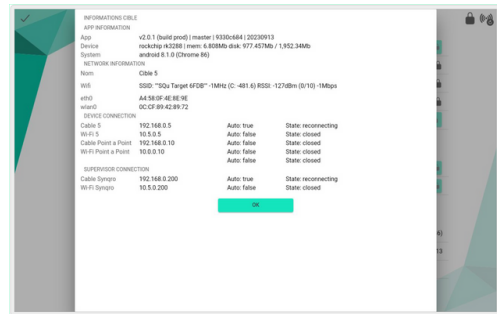 INFORMATIONS CIBLE
APP INFORMATION
App v2.0.1 (build prod) | master | 9330c684 | 20230913
Device rockchip rk3288 | mem: 6.808Mb disk: 977.457Mb / 1,952.34Mb
System android 8.1.0 (Chrome 86)
NETWORK INFORMATION
Nom Cible 5
Wifi SSID: "'SQu Target 6FDB'" -1MHz (C: -481.6) RSSI: -127dBm (0/10) -1Mbps
eth0 A4:58:0F:4E:8E:9E
wlan0 0C:CF:89:42:89:72
DEVICE CONNECTION
Cable 5 192.168.0.5 Auto: true State: reconnecting
Wi-Fi 5 10.5.0.5 Auto: false State: closed
Cable Point a Point 192.168.0.10 Auto: false State: closed
Wi-Fi Point a Point 10.0.0.10 Auto: false State: closed
Auto: false State: closed
SUPERVISOR CONNECTION
Cable Synqro 192.168.0.200 Auto: true State: reconnecting
Wi-Fi Synqro 10.5.0.200 Auto: false State: closed
OK
13